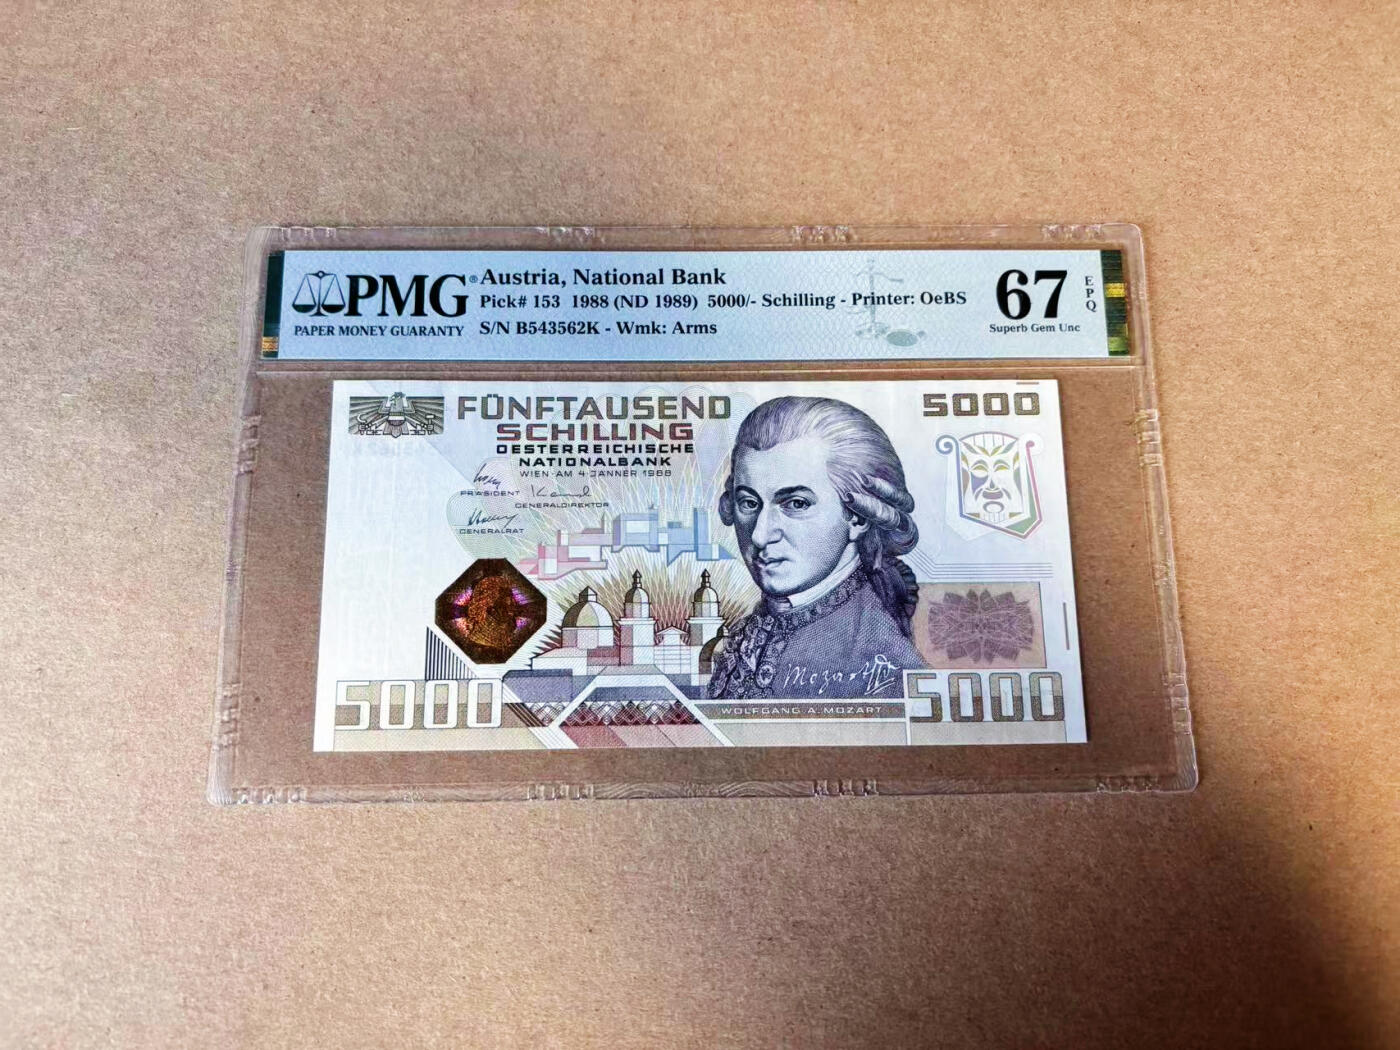 PMG®
PAPER MONEY GUARANTY
Austria, National Bank
Pick# 153 1988 (ND 1989) 5000/- Schilling - Printer: OeBS
S/N B543562K - Wmk: Arms
67
EPQ
Superb Gem Unc
FÜNFTAUSEND
SCHILLING
OESTERREICHISCHE
NATIONALBANK
WIEN·AM 4·JÄNNER 1988
PRÄSIDENT
GENERALDIREKTOR
GENERALRAT
5000
Mozart
WOLFGANG A. MOZART
5000
5000